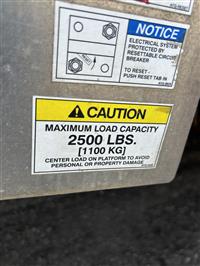 NOTICE
ELECTRICAL SYSTEM
PROTECTED BY
RESETTABLE CIRCUIT
BREAKER
TO RESET -
PUSH RESET TAB IN
CAUTION
MAXIMUM LOAD CAPACITY
2500 LBS.
[1100 KG]
CENTER LOAD ON PLATFORM TO AVOID
PERSONAL OR PROPERTY DAMAGE